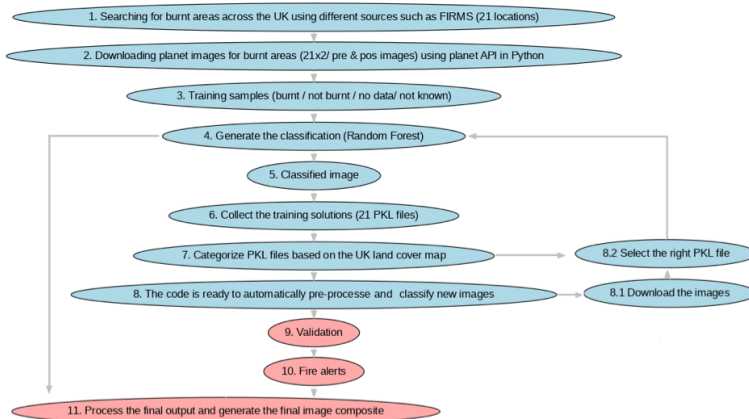 1. Searching for burnt areas across the UK using different sources such as FIRMS (21 locations)
2. Downloading planet images for burnt areas (21x2/ pre & pos images) using planet API in Python
3. Training samples (burnt / not burnt / no data/ not known)
4. Generate the classification (Random Forest)
5. Classified image
6. Collect the training solutions (21 PKL files)
7. Categorize PKL files based on the UK land cover map
8.2 Select the right PKL file
8. The code is ready to automatically pre-processe and classify new images
8.1 Download the images
9. Validation
10. Fire alerts
11. Process the final output and generate the final image composite